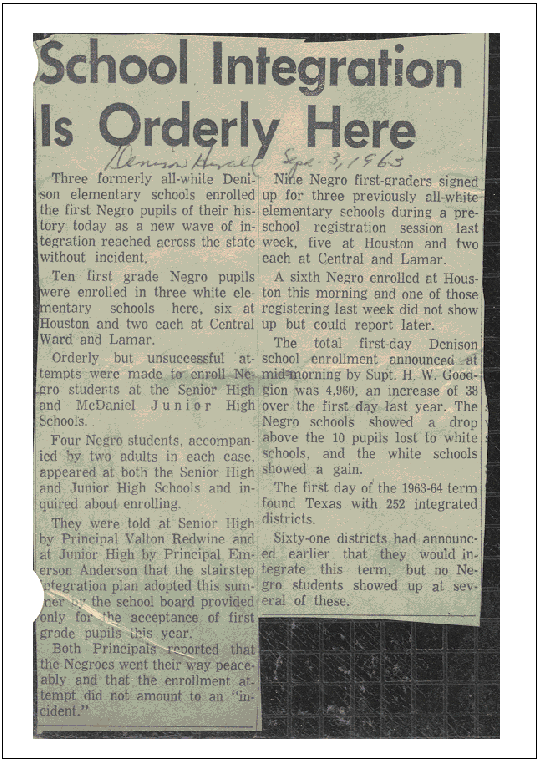 School Integration
Is Orderly Here
Denison Herald Sept. 3, 1963
Three formerly all-white Deni-
son elementary schools enrolled
the first Negro pupils of their his-
tory today as a new wave of in-
tegration reached across the state
without incident.
Ten first grade Negro pupils
were enrolled in three white ele-
mentary schools here, six at
Houston and two each at Central
Ward and Lamar.
Orderly but unsuccessful at-
tempts were made to enroll Ne-
gro students at the Senior High
and McDaniel Junior High
Schools.
Four Negro students, accompan-
ied by two adults in each case,
appeared at both the Senior High
and Junior High Schools and in-
quired about enrolling.
They were told at Senior High
by Principal Valton Redwine and
at Junior High by Principal Em-
erson Anderson that the stairstep
integration plan adopted this sum-
mer by the school board provided
only for the acceptance of first
grade pupils this year.
Both Principals reported that
the Negroes went their way peace-
ably and that the enrollment at-
tempt did not amount to an "in-
cident."
Nine Negro first-graders signed
up for three previously all-white
elementary schools during a pre-
school registration session last
week, five at Houston and two
each at Central and Lamar.
A sixth Negro enrolled at Hous-
ton this morning and one of those
registering last week did not show
up but could report later.
The total first-day Denison
school enrollment announced at
mid-morning by Supt. H. W. Good-
gion was 4,960, an increase of 38
over the first day last year. The
Negro schools showed a drop
above the 10 pupils lost to white
schools, and the white schools
showed a gain.
The first day of the 1963-64 term
found Texas with 252 integrated
districts.
Sixty-one districts had announc-
ed earlier that they would in-
tegrate this term, but no Ne-
gro students showed up at sev-
eral of these.